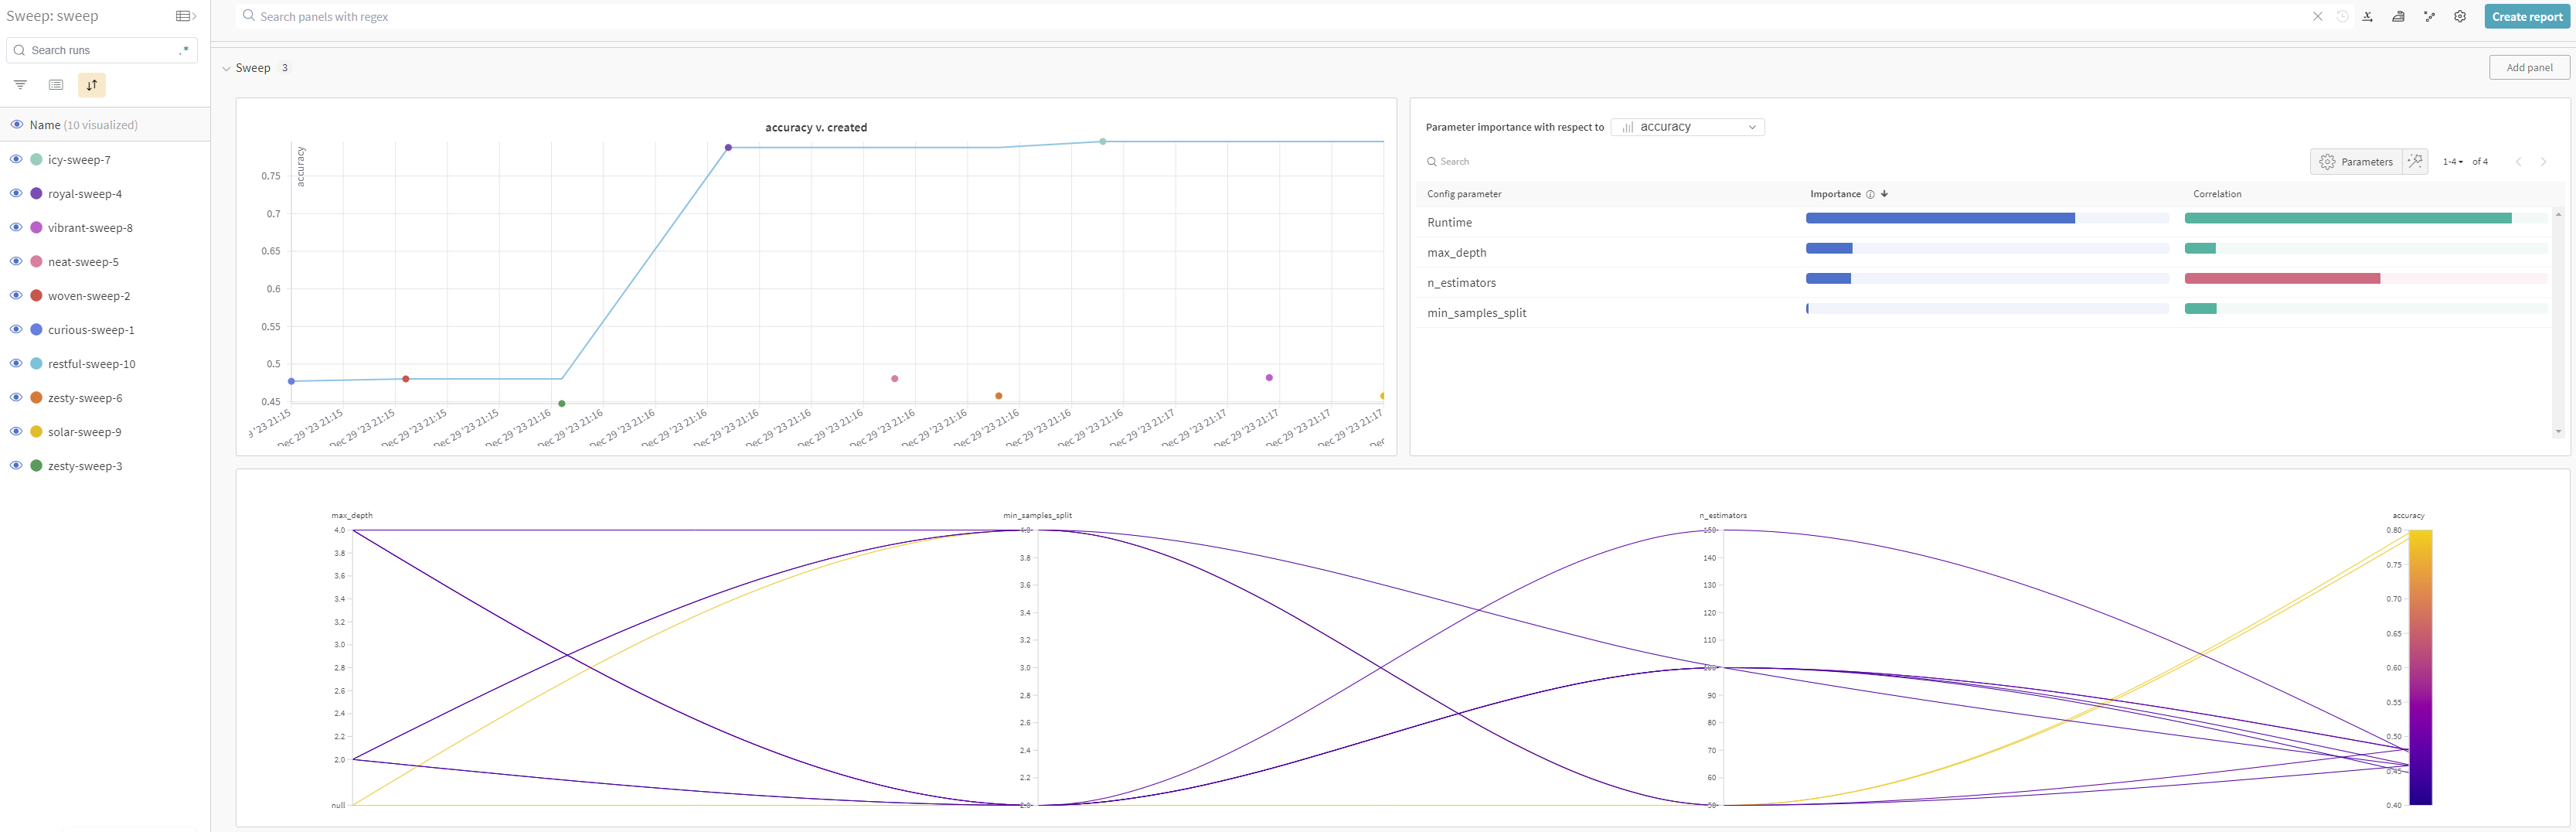 Sweep: sweep
Search panels with regex
Create report
Search runs
.*
Sweep 3
Add panel
Name (10 visualized)
icy-sweep-7
royal-sweep-4
vibrant-sweep-8
neat-sweep-5
woven-sweep-2
curious-sweep-1
restful-sweep-10
zesty-sweep-6
solar-sweep-9
zesty-sweep-3
accuracy v. created
accuracy
0.75
0.7
0.65
0.6
0.55
0.5
0.45
'23 21:15
Dec 29 '23 21:15
Dec 29 '23 21:15
Dec 29 '23 21:15
Dec 29 '23 21:15
Dec 29 '23 21:16
Dec 29 '23 21:16
Dec 29 '23 21:16
Dec 29 '23 21:16
Dec 29 '23 21:16
Dec 29 '23 21:16
Dec 29 '23 21:16
Dec 29 '23 21:16
Dec 29 '23 21:16
Dec 29 '23 21:16
Dec 29 '23 21:16
Dec 29 '23 21:16
Dec 29 '23 21:17
Dec 29 '23 21:17
Dec 29 '23 21:17
Dec 29 '23 21:17
Dec 29 '23 21:17
Parameter importance with respect to accuracy
Search
Parameters
1-4 of 4
Config parameter Importance Correlation
Runtime
max_depth
n_estimators
min_samples_split
max_depth
4.0
3.8
3.6
3.4
3.2
3.0
2.8
2.6
2.4
2.2
2.0
null
min_samples_split
4.0
3.8
3.6
3.4
3.2
3.0
2.8
2.6
2.4
2.2
2.0
n_estimators
150
140
130
120
110
100
90
80
70
60
50
accuracy
0.80
0.75
0.70
0.65
0.60
0.55
0.50
0.45
0.40